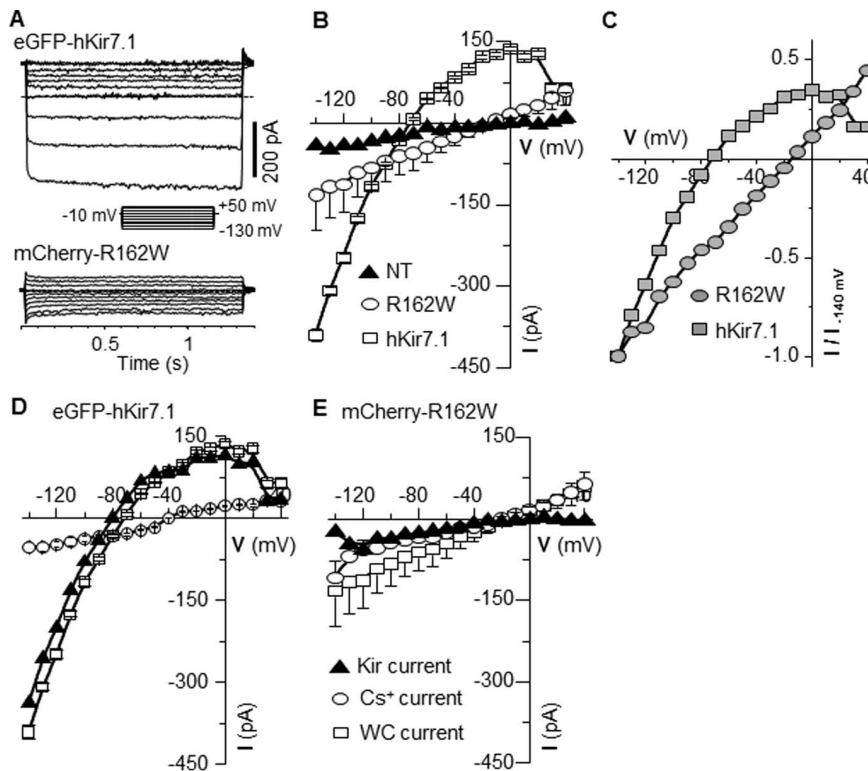 A
eGFP-hKir7.1
200 pA
-10 mV
+50 mV
-130 mV
mCherry-R162W
0.5 1
Time (s)
B
150
-120 -40
V (mV)
-150
NT
R162W
-300
hKir7.1
I (pA)
-450
C
0.5
V (mV)
-120 -80 -40 0 40
-0.5
R162W
hKir7.1
I / I-140 mV
-1.0
D
eGFP-hKir7.1
150
-120 -80 -40 40
V (mV)
-150
-300
I (pA)
-450
E
mCherry-R162W
150
-120 -80 -40
V (mV)
-150
Kir current
Cs+ current
-300
WC current
I (pA)
-450